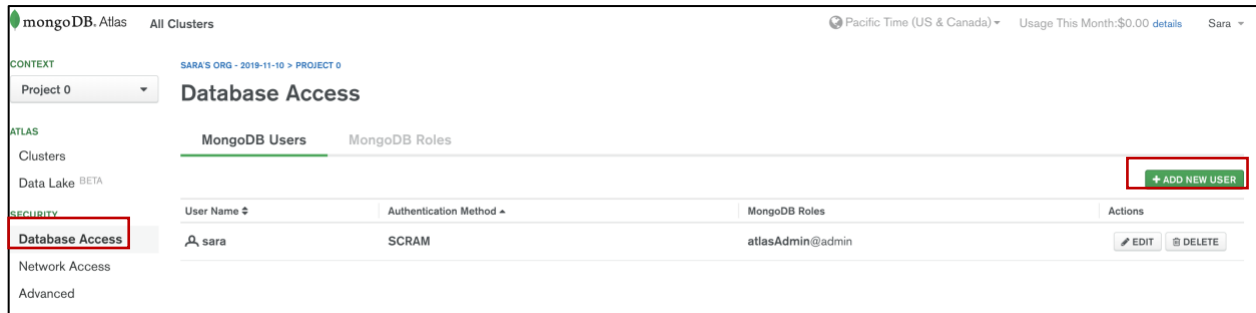 mongoDB. Atlas All Clusters Pacific Time (US & Canada) Usage This Month:$0.00 details Sara
CONTEXT
Project 0
ATLAS
Clusters
Data Lake BETA
SECURITY
Database Access
Network Access
Advanced
SARA'S ORG - 2019-11-10 > PROJECT 0
Database Access
MongoDB Users MongoDB Roles
+ ADD NEW USER
User Name Authentication Method MongoDB Roles Actions
sara SCRAM atlasAdmin@admin EDIT DELETE